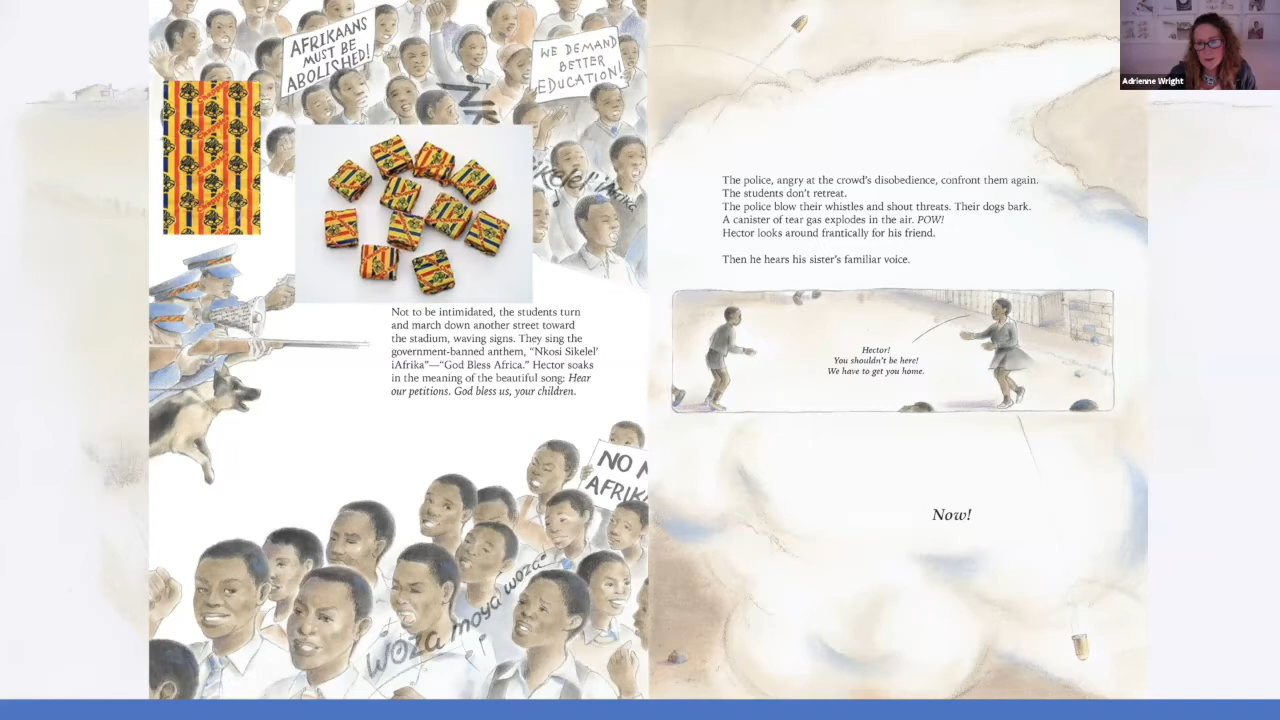 AFRIKAANS
MUST BE
ABOLISHED!
WE DEMAND
BETTER
EDUCATION!
Adrienne Wright
Not to be intimidated, the students turn
and march down another street toward
the stadium, waving signs. They sing the
government-banned anthem, “Nkosi Sikelel’
iAfrika”—“God Bless Africa.” Hector soaks
in the meaning of the beautiful song: Hear
our petitions. God bless us, your children.
NO
AFRIK
woza moya woza
The police, angry at the crowd’s disobedience, confront them again.
The students don’t retreat.
The police blow their whistles and shout threats. Their dogs bark.
A canister of tear gas explodes in the air. POW!
Hector looks around frantically for his friend.
Then he hears his sister’s familiar voice.
Hector!
You shouldn’t be here!
We have to get you home.
Now!